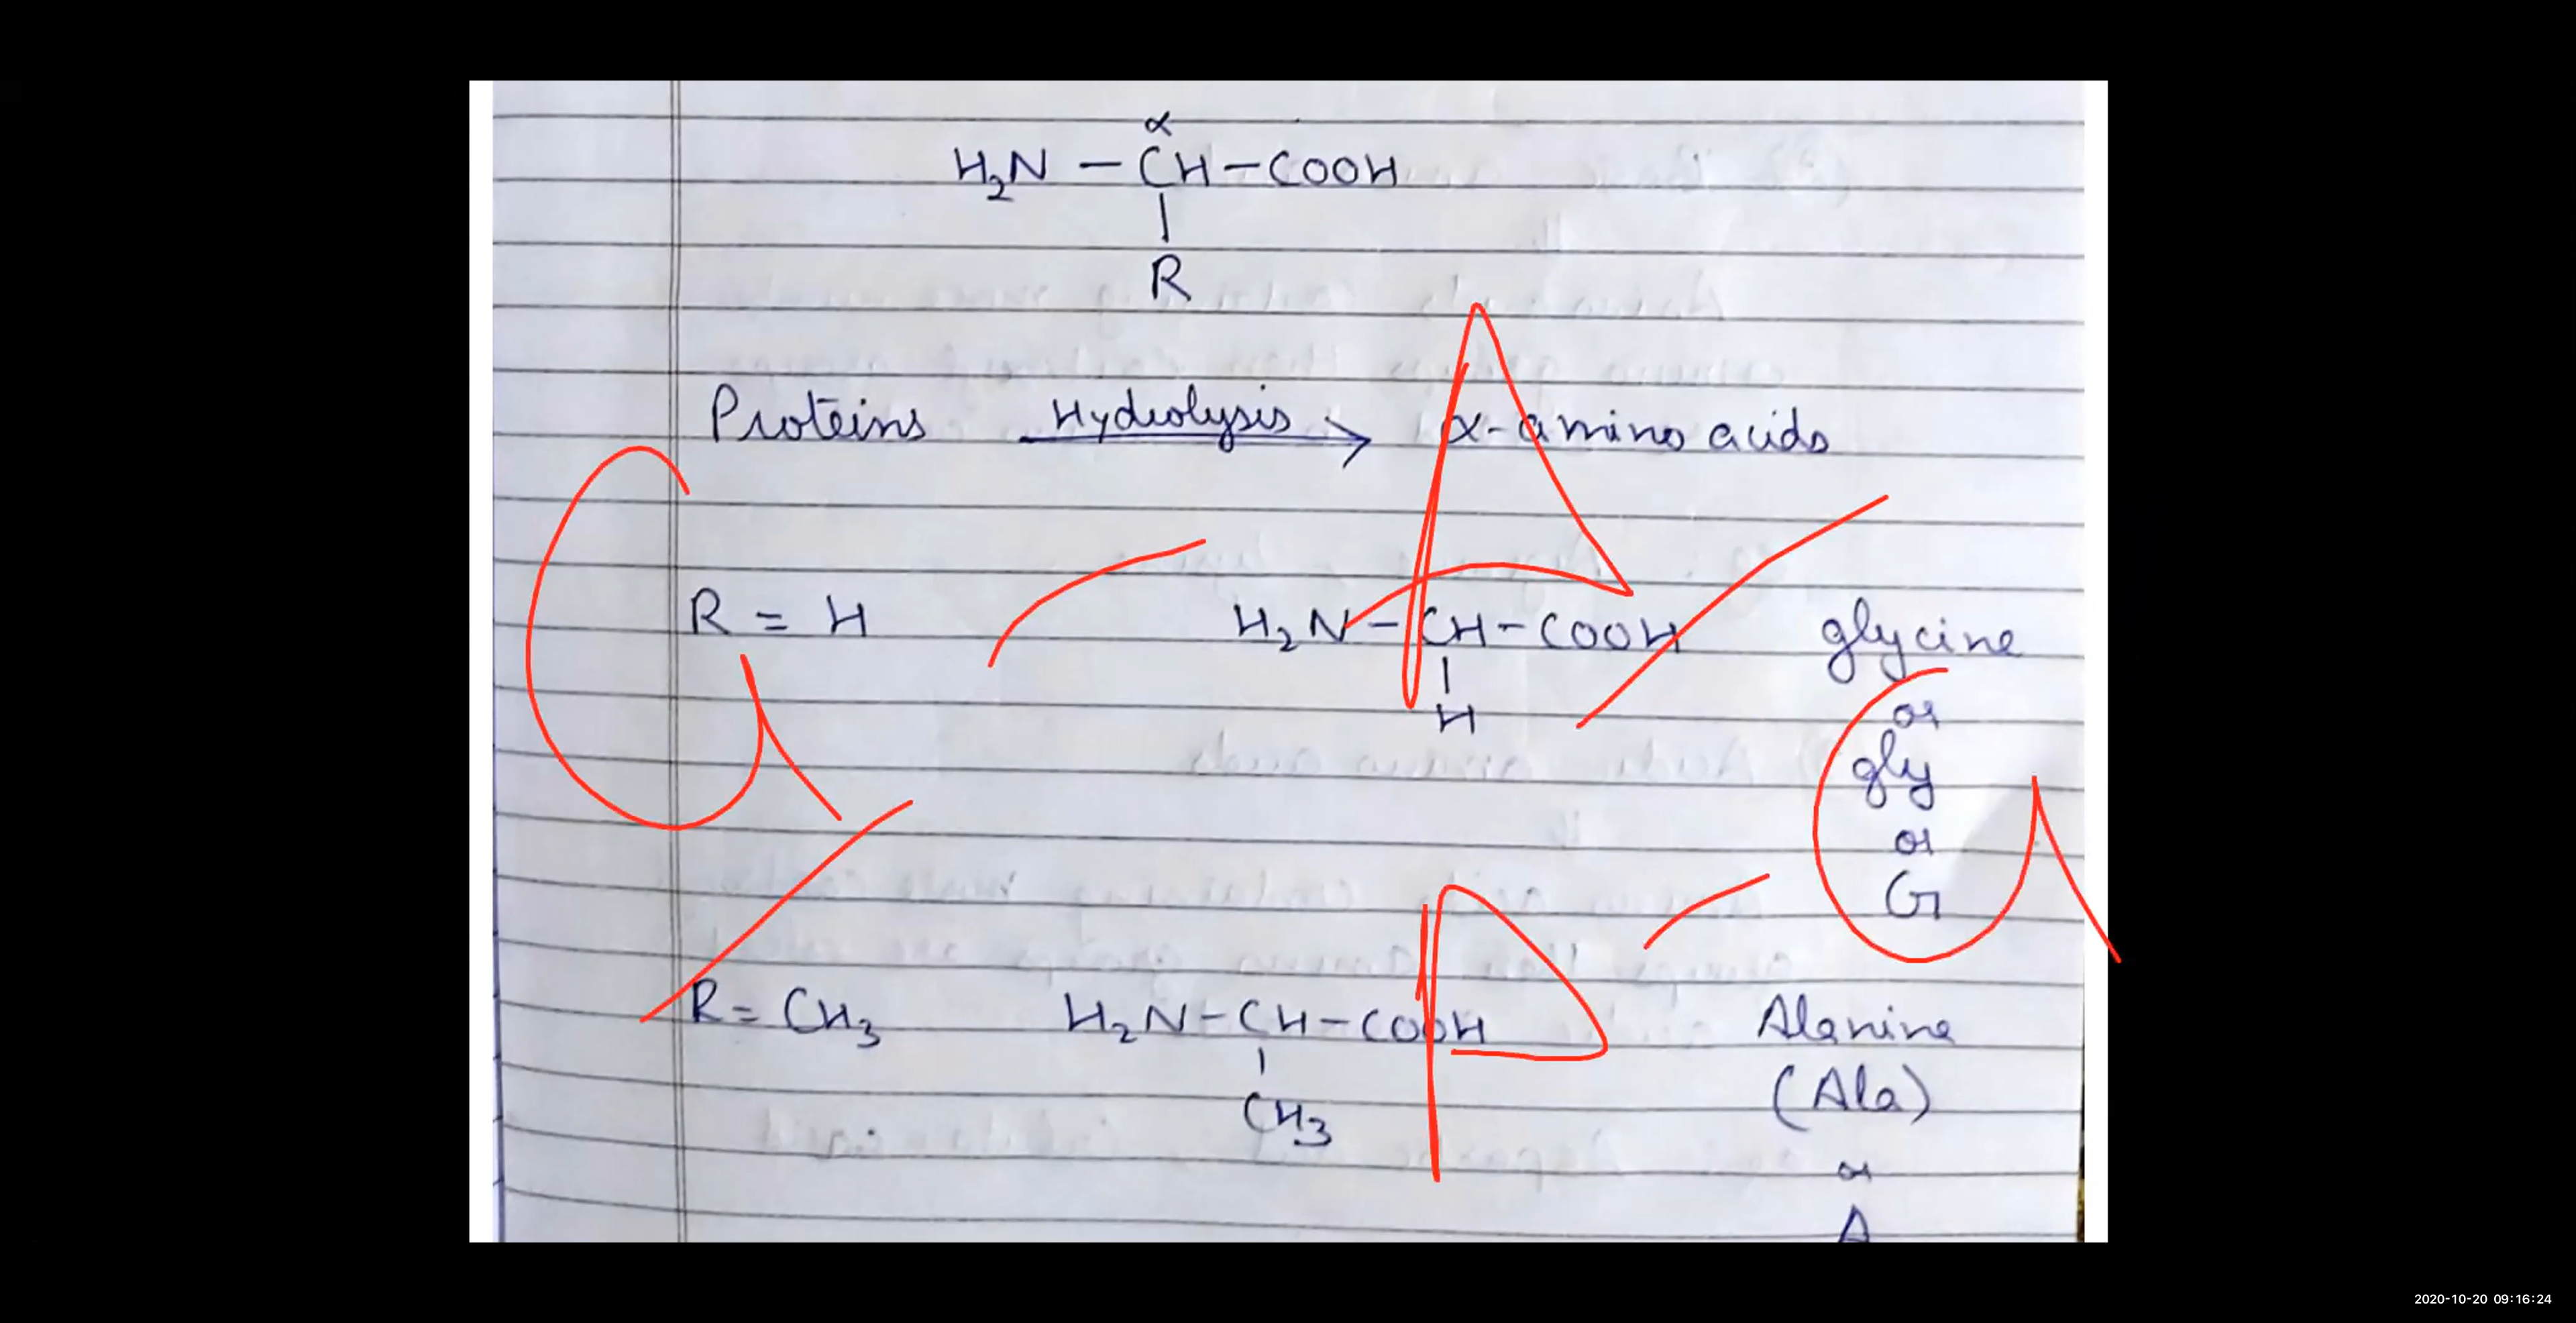 α
H₂N - CH - COOH
|
R
Proteins Hydrolysis → α-amino acids
R = H H₂N - CH - COOH glycine
|
H or
gly
or
G
R = CH₃ H₂N - CH - COOH Alanine
|
CH₃ (Ala)
or
A
G - A - G - A -
2020-10-20 09:16:24